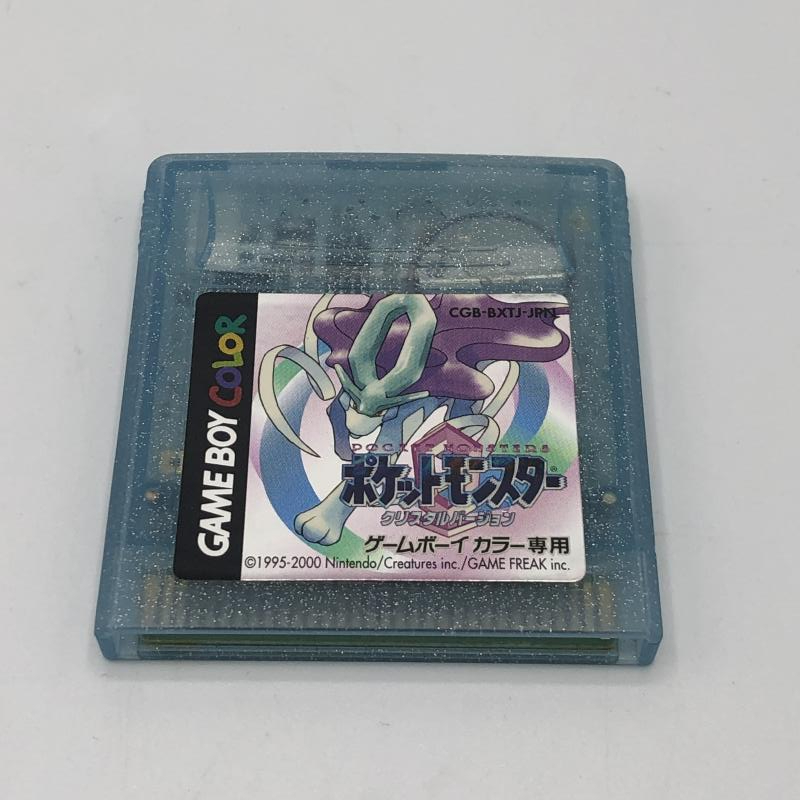 GAME BOY COLOR
CGB-BXTJ-JPN
POCKET MONSTERS
ポケットモンスター®
クリスタルバージョン
ゲームボーイ カラー専用
©1995-2000 Nintendo/Creatures inc./GAME FREAK inc.